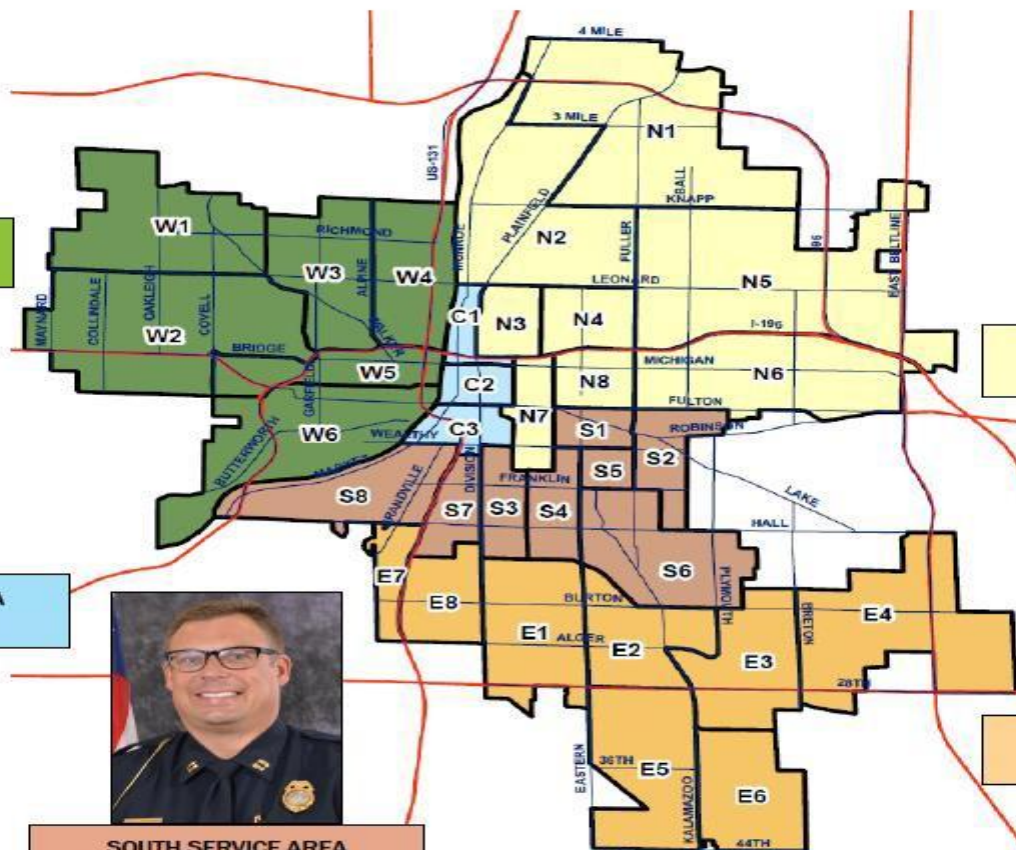 4 MILE
3 MILE
N1
US-131
BALL
KNAPP
W1
RICHMOND
MONROE
PLAINFIELD
N2
FULLER
96
EAST BELTLINE
W3
ALPINE
W4
LEONARD
N5
MAYNARD
COLLINDALE
OAKLEIGH
COVELL
W2
WALKER
C1
N3
N4
I-196
BRIDGE
MICHIGAN
W5
GARFIELD
C2
N8
N6
FULTON
W6
WEALTHY
C3
N7
S1
ROBINSON
BUTTERWORTH
MARKET
S2
S5
DIVISION
FRANKLIN
GRANDVILLE
S8
S7
S3
S4
LAKE
HALL
E7
S6
PLYMOUTH
E8
BURTON
BRETON
E4
E1
ALGER
E2
E3
28TH
A
EASTERN
36TH
E5
KALAMAZOO
E6
44TH
SOUTH SERVICE AREA